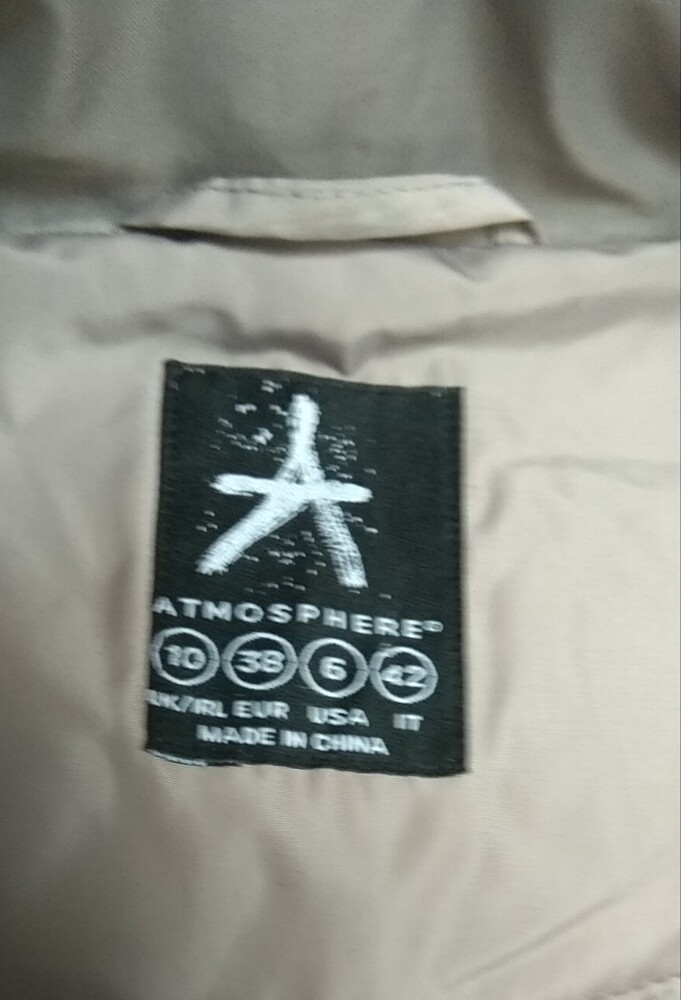 ATMOSPHERE®
10 38 6 42
UK/IRL EUR USA IT
MADE IN CHINA